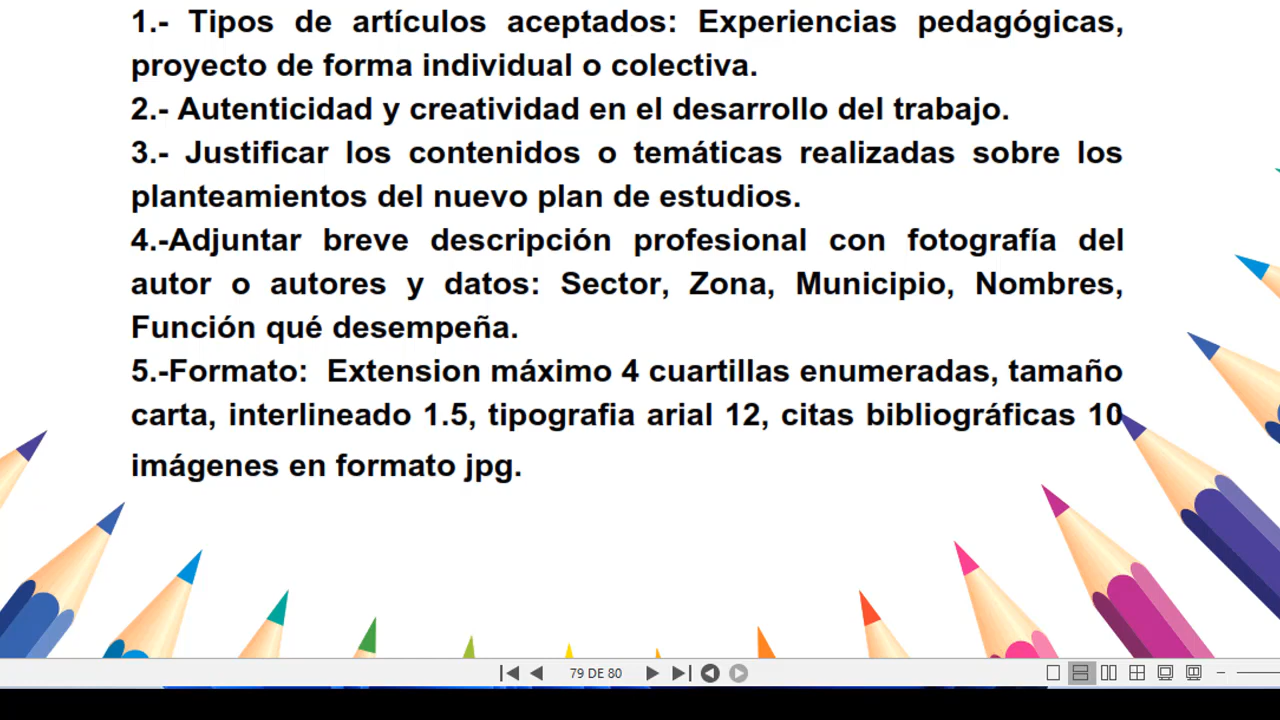 1.- Tipos de artículos aceptados: Experiencias pedagógicas,
proyecto de forma individual o colectiva.
2.- Autenticidad y creatividad en el desarrollo del trabajo.
3.- Justificar los contenidos o temáticas realizadas sobre los
planteamientos del nuevo plan de estudios.
4.-Adjuntar breve descripción profesional con fotografía del
autor o autores y datos: Sector, Zona, Municipio, Nombres,
Función qué desempeña.
5.-Formato:  Extension máximo 4 cuartillas enumeradas, tamaño
carta, interlineado 1.5, tipografia arial 12, citas bibliográficas 10
imágenes en formato jpg.
79 DE 80